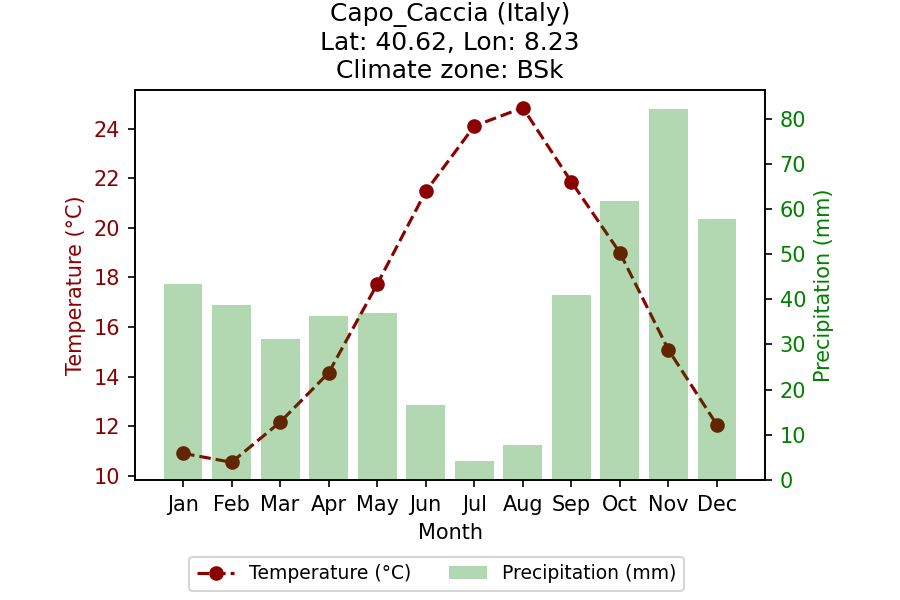 Capo_Caccia (Italy)
Lat: 40.62, Lon: 8.23
Climate zone: BSk
Temperature (°C)
24
22
20
18
16
14
12
10
Precipitation (mm)
80
70
60
50
40
30
20
10
0
Jan Feb Mar Apr May Jun Jul Aug Sep Oct Nov Dec
Month
Temperature (°C) Precipitation (mm)